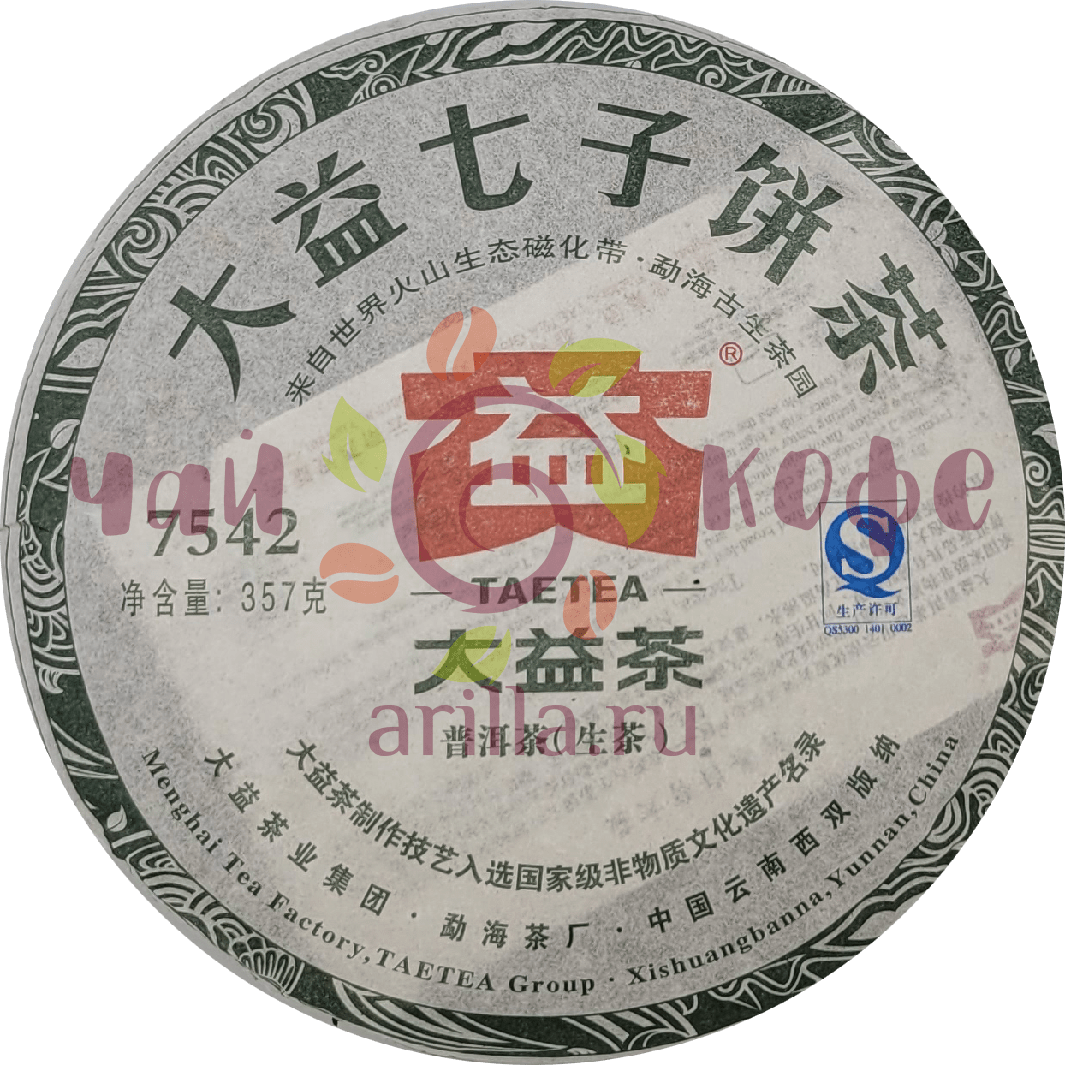 大益七子饼茶
来自世界火山生态磁化带·勐海古生茶园
益
®
чай кофе
7542
净含量: 357克
— TAETEA —
大益茶
arilla.ru
普洱茶(生茶)
生产许可
QS5300 1401 0002
大益茶制作技艺入选国家级非物质文化遗产名录
大益茶业集团·勐海茶厂·中国云南西双版纳
Menghai Tea Factory,TAETEA Group · Xishuangbanna,Yunnan,China